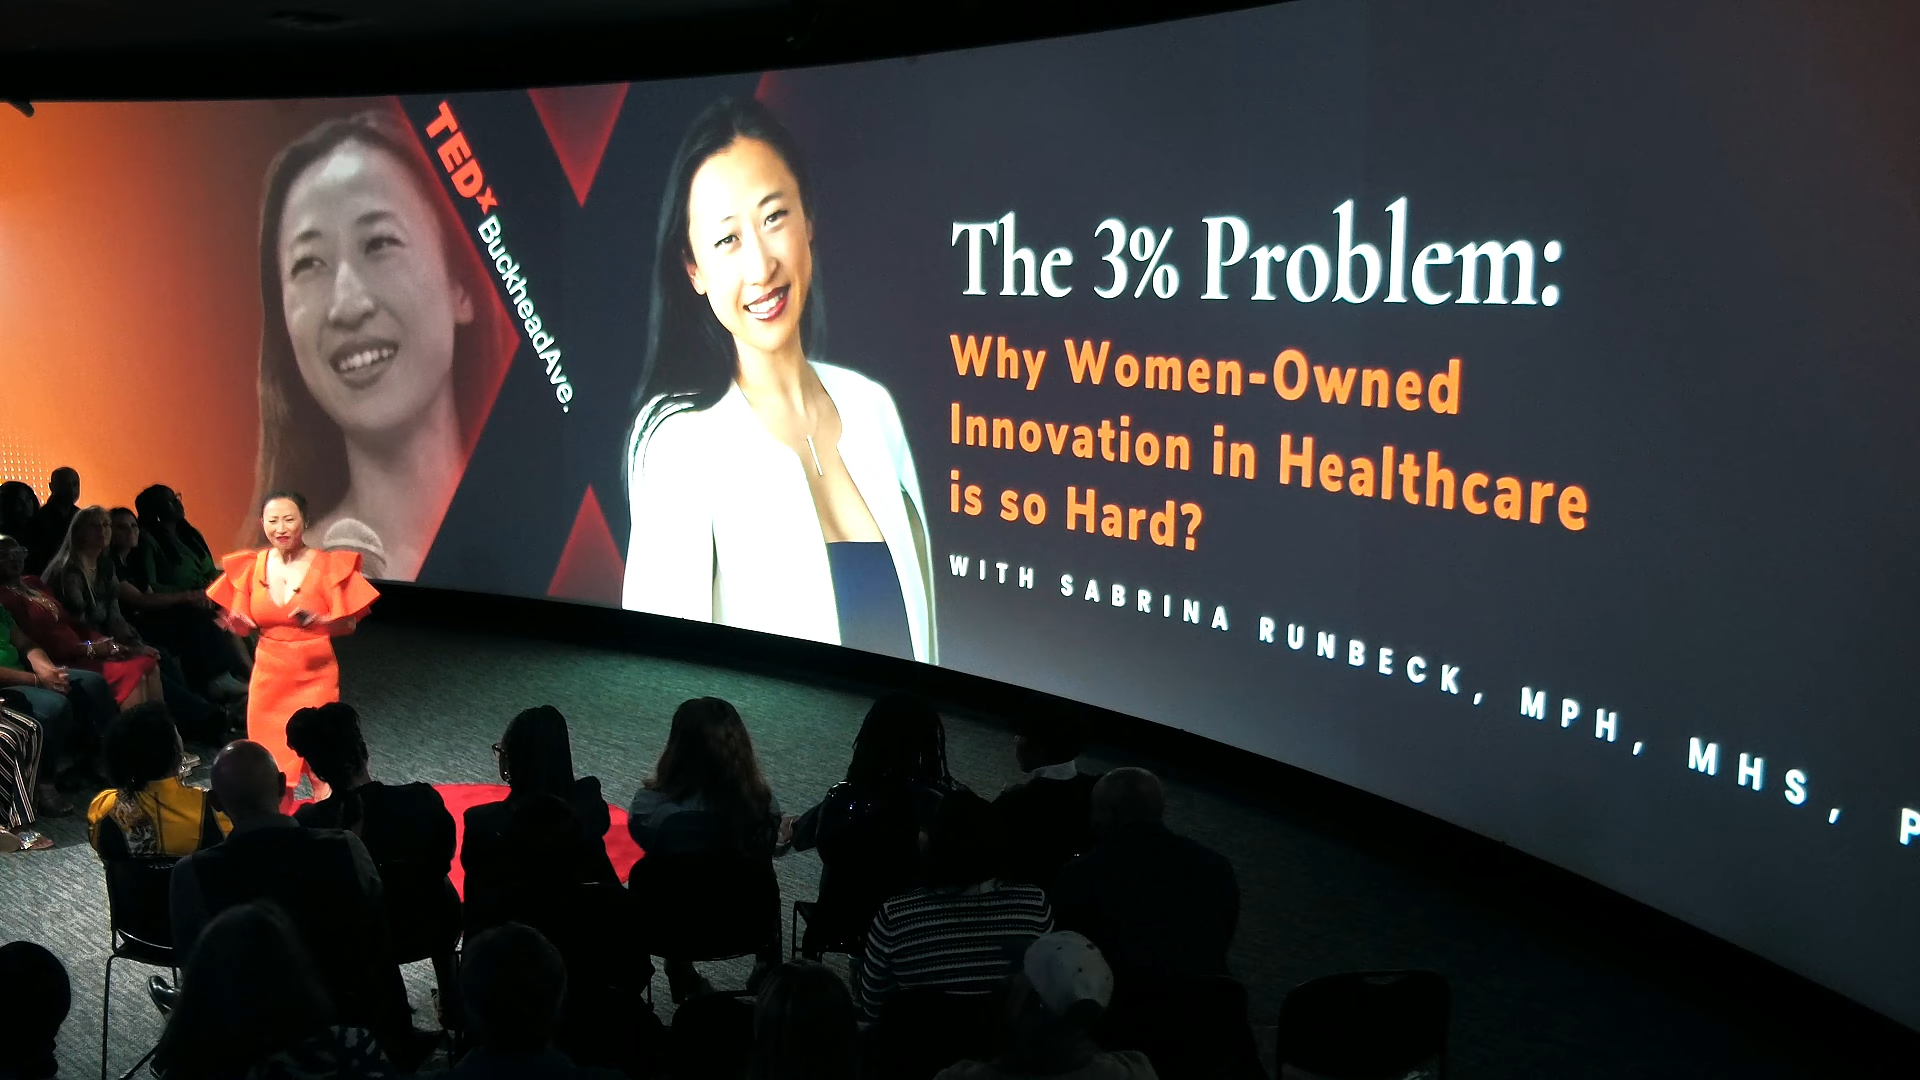 TEDx BuckheadAve.
The 3% Problem:
Why Women-Owned
Innovation in Healthcare
is so Hard?
WITH SABRINA RUNBECK, MPH, MHS, P